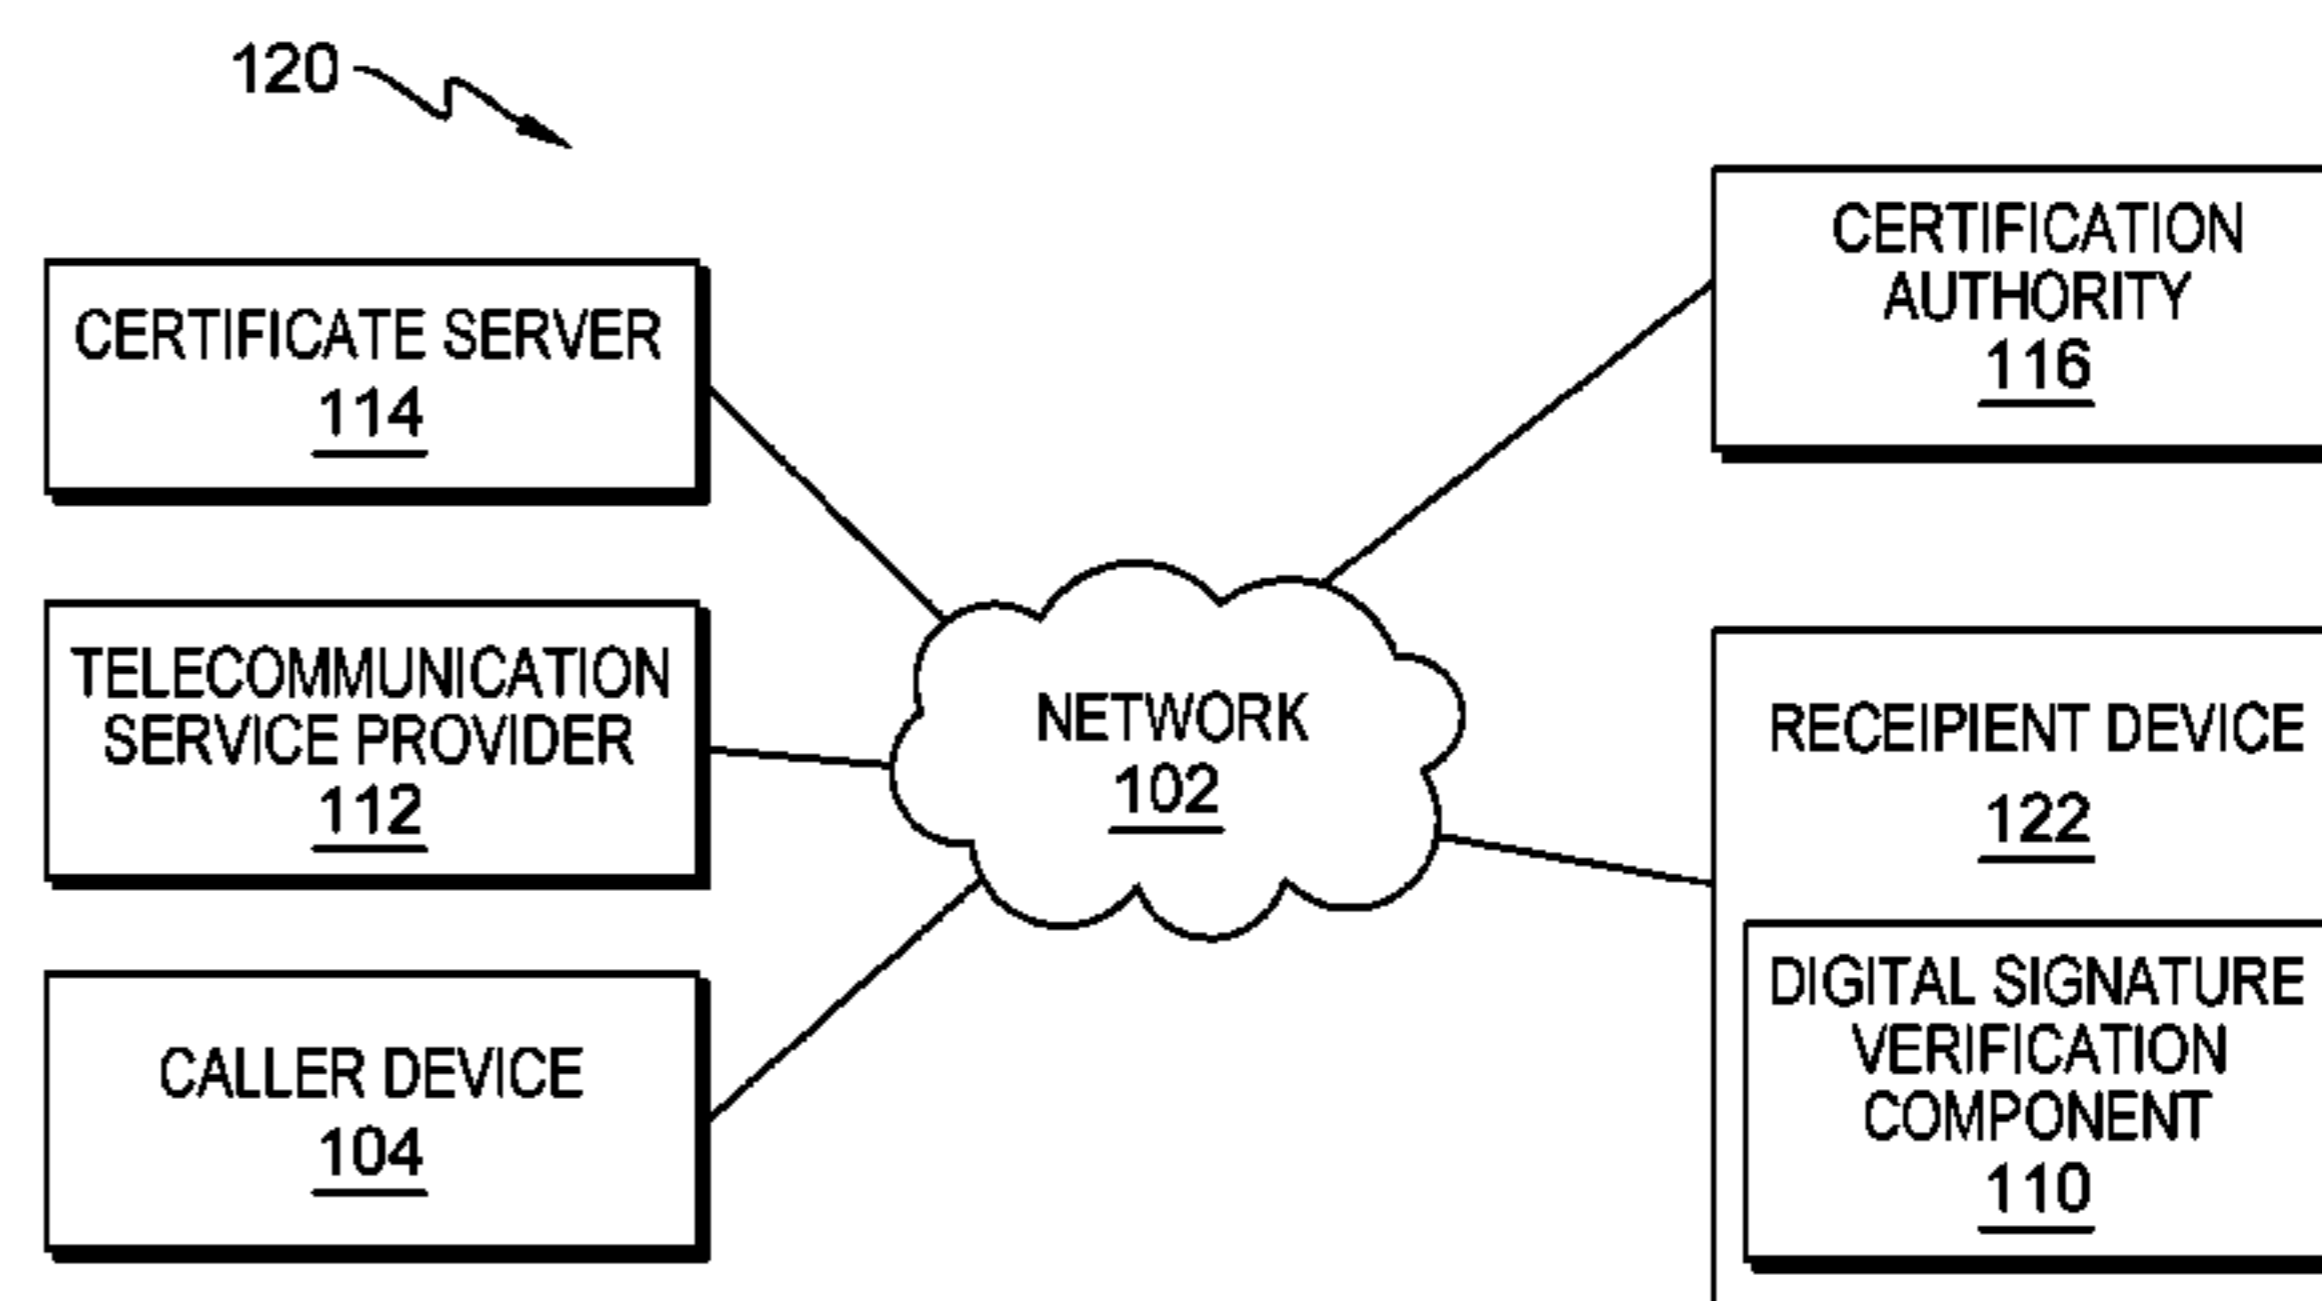 120
CERTIFICATE SERVER
114
TELECOMMUNICATION
SERVICE PROVIDER
112
CALLER DEVICE
104
NETWORK
102
CERTIFICATION
AUTHORITY
116
RECEIPIENT DEVICE
122
DIGITAL SIGNATURE
VERIFICATION
COMPONENT
110